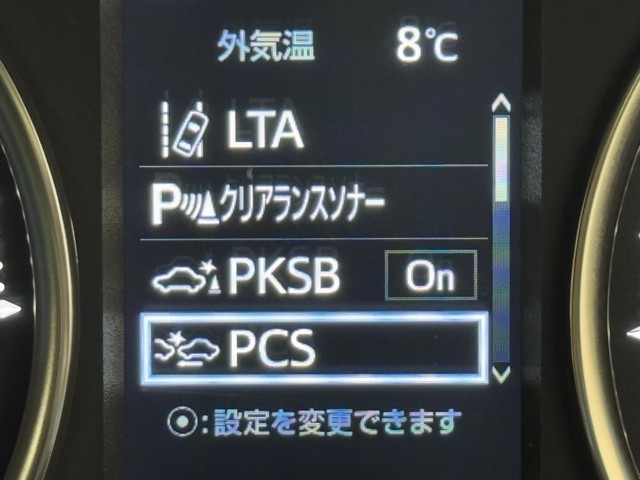 外気温 8℃
LTA
P クリアランスソナー
PKSB On
PCS
⦿:設定を変更できます